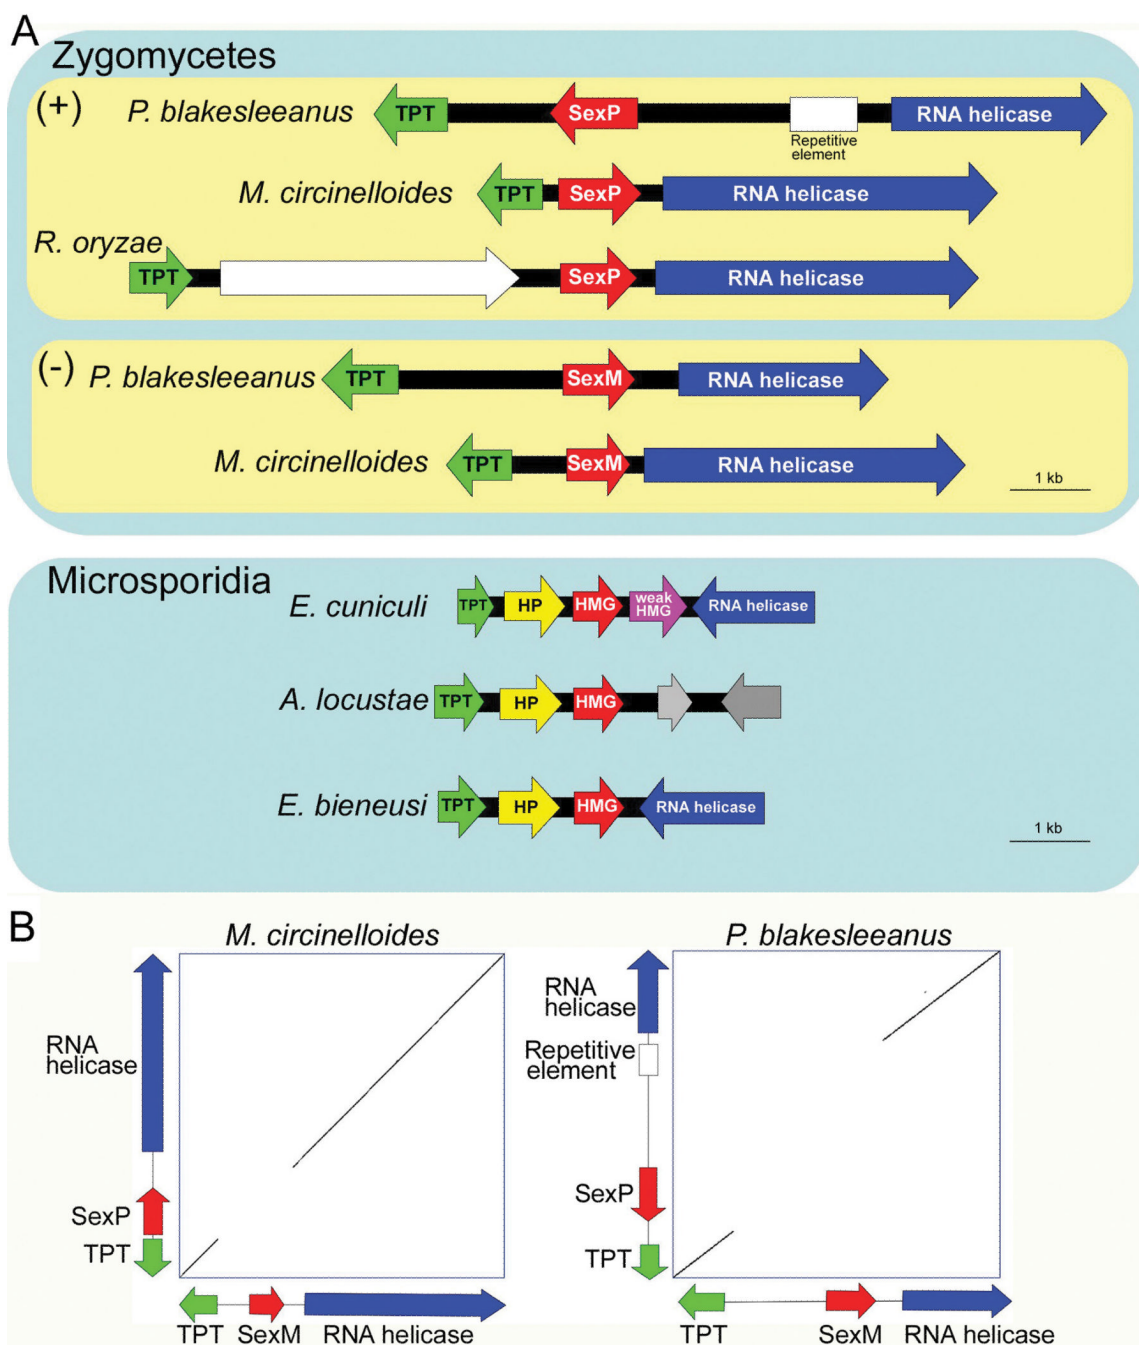 A
Zygomycetes
(+)
P. blakesleeanus
TPT
SexP
Repetitive
element
RNA helicase
M. circinelloides
TPT
SexP
RNA helicase
R. oryzae
TPT
SexP
RNA helicase
(-)
P. blakesleeanus
TPT
SexM
RNA helicase
M. circinelloides
TPT
SexM
RNA helicase
1 kb
Microsporidia
E. cuniculi
TPT
HP
HMG
weak
HMG
RNA helicase
A. locustae
TPT
HP
HMG
E. bieneusi
TPT
HP
HMG
RNA helicase
1 kb
B
M. circinelloides
RNA
helicase
SexP
TPT
TPT
SexM
RNA helicase
P. blakesleeanus
RNA
helicase
Repetitive
element
SexP
TPT
TPT
SexM
RNA helicase